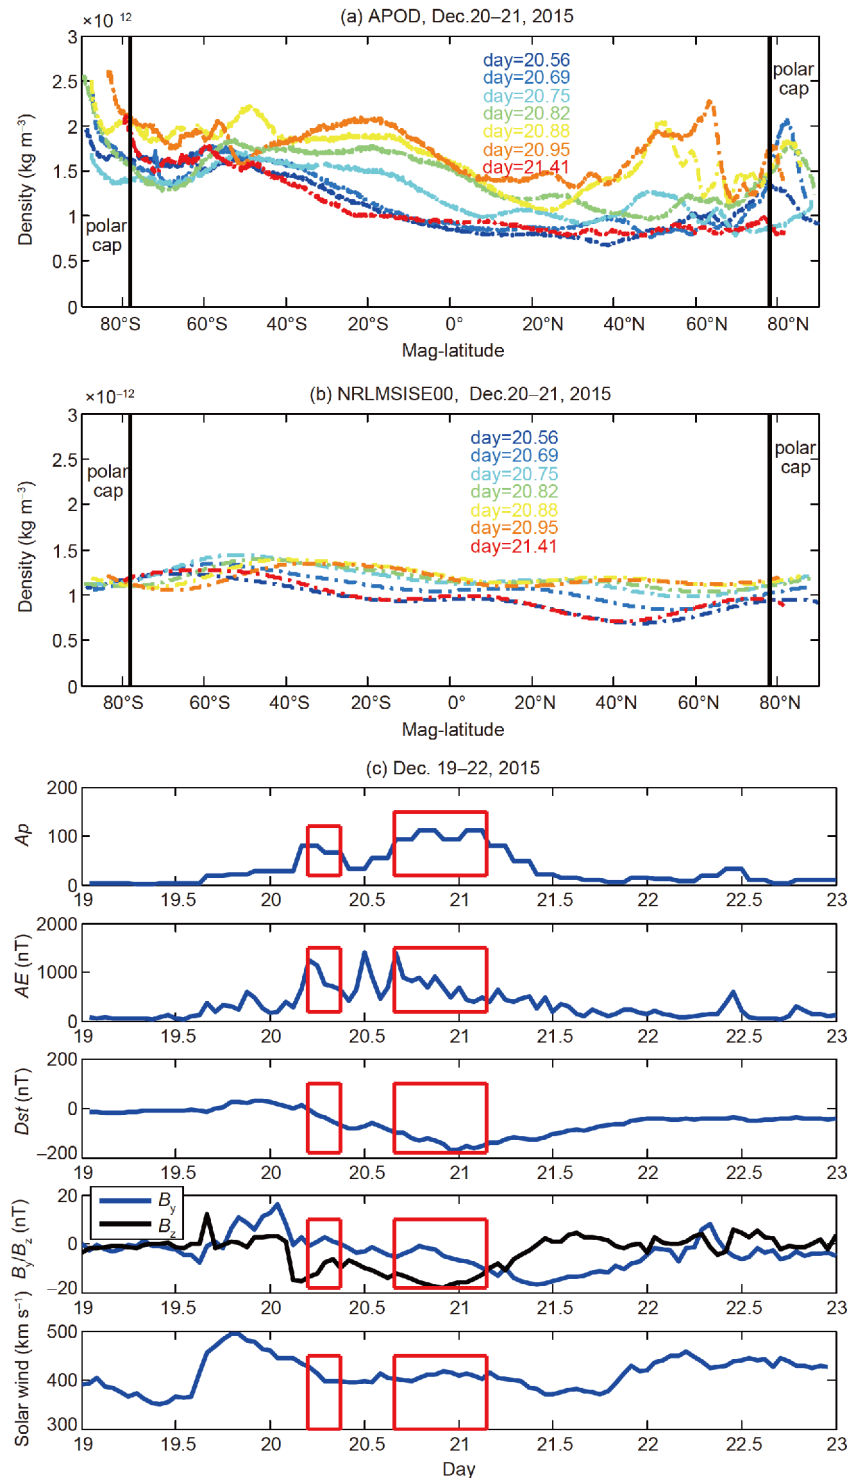 (a) APOD, Dec.20–21, 2015
×10 12
3
2.5
2
1.5
1
0.5
0
Density (kg m⁻³)
day=20.56
day=20.69
day=20.75
day=20.82
day=20.88
day=20.95
day=21.41
polar
cap
polar
cap
80°S 60°S 40°S 20°S 0° 20°N 40°N 60°N 80°N
Mag-latitude
(b) NRLMSISE00, Dec.20–21, 2015
×10⁻¹²
3
2.5
2
1.5
1
0.5
0
Density (kg m⁻³)
day=20.56
day=20.69
day=20.75
day=20.82
day=20.88
day=20.95
day=21.41
polar
cap
polar
cap
80°S 60°S 40°S 20°S 0° 20°N 40°N 60°N 80°N
Mag-latitude
(c) Dec. 19–22, 2015
200
100
0
Ap
19 19.5 20 20.5 21 21.5 22 22.5 23
2000
1000
0
AE (nT)
19 19.5 20 20.5 21 21.5 22 22.5 23
200
0
−200
Dst (nT)
19 19.5 20 20.5 21 21.5 22 22.5 23
20
0
−20
By/Bz (nT)
By
Bz
19 19.5 20 20.5 21 21.5 22 22.5 23
500
400
300
Solar wind (km s⁻¹)
19 19.5 20 20.5 21 21.5 22 22.5 23
Day